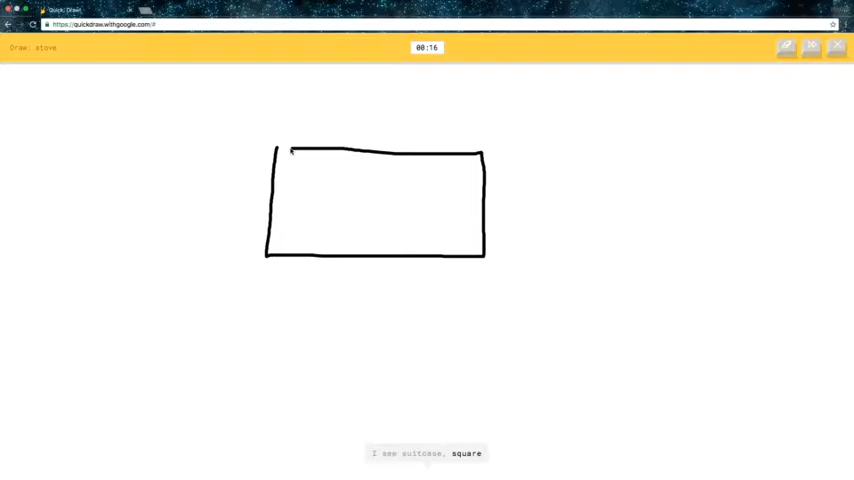 Quick, Draw!
https://quickdraw.withgoogle.com/#
Draw: stove
00:16
I see suitcase, square